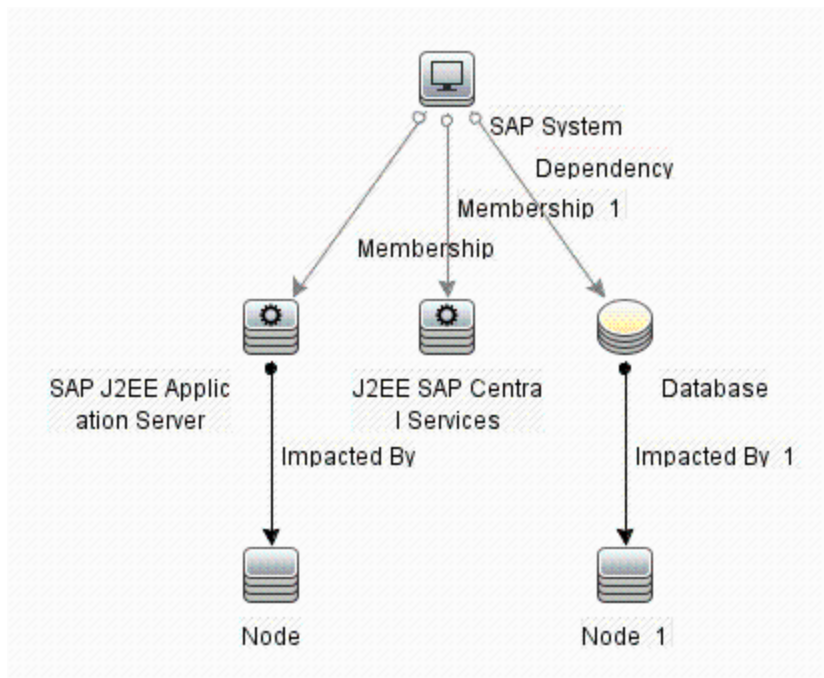 SAP System
Dependency
Membership 1
Membership
SAP J2EE Applic
ation Server
J2EE SAP Centra
l Services
Database
Impacted By
Impacted By 1
Node
Node 1